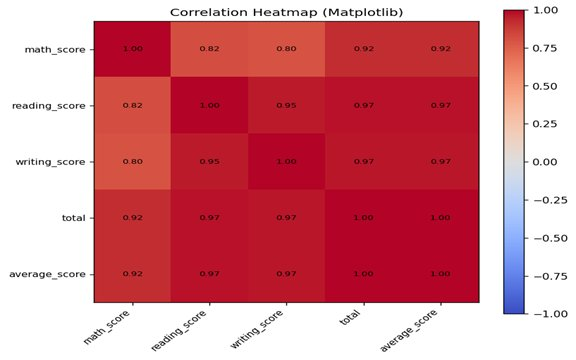 Correlation Heatmap (Matplotlib)
math_score 1.00 0.82 0.80 0.92 0.92
reading_score 0.82 1.00 0.95 0.97 0.97
writing_score 0.80 0.95 1.00 0.97 0.97
total 0.92 0.97 0.97 1.00 1.00
average_score 0.92 0.97 0.97 1.00 1.00
math_score reading_score writing_score total average_score
1.00
0.75
0.50
0.25
0.00
−0.25
−0.50
−0.75
−1.00